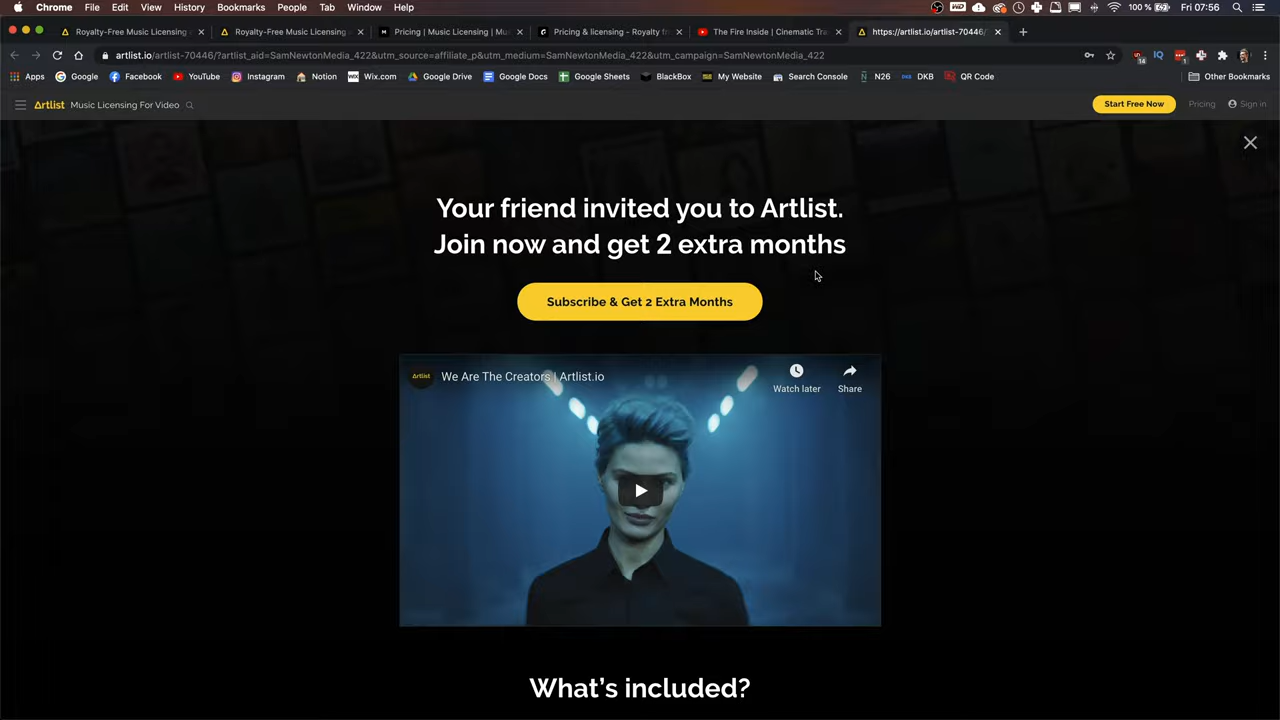 Chrome File Edit View History Bookmarks People Tab Window Help
100 % Fri 07:56
Royalty-Free Music Licensing
Royalty-Free Music Licensing
Pricing | Music Licensing | Mu
Pricing & licensing - Royalty fr
The Fire Inside | Cinematic Tra
https://artlist.io/artlist-70446/
artlist.io/artlist-70446/?artlist_aid=SamNewtonMedia_422&utm_source=affiliate_p&utm_medium=SamNewtonMedia_422&utm_campaign=SamNewtonMedia_422
Apps Google Facebook YouTube Instagram Notion Wix.com Google Drive Google Docs Google Sheets BlackBox My Website Search Console N26 DKB QR Code Other Bookmarks
Artlist Music Licensing For Video Start Free Now Pricing Sign in
Your friend invited you to Artlist.
Join now and get 2 extra months
Subscribe & Get 2 Extra Months
Artlist We Are The Creators | Artlist.io
Watch later Share
What's included?